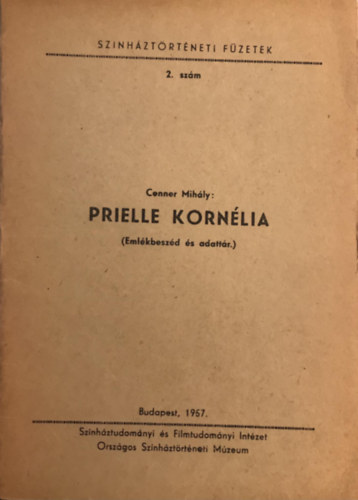 SZINHÁZTÖRTÉNETI FÜZETEK
2. szám
Cenner Mihály:
PRIELLE KORNÉLIA
(Emlékbeszéd és adattár.)
Budapest, 1957.
Szinháztudományi és Filmtudományi Intézet
Országos Szinháztörténeti Múzeum